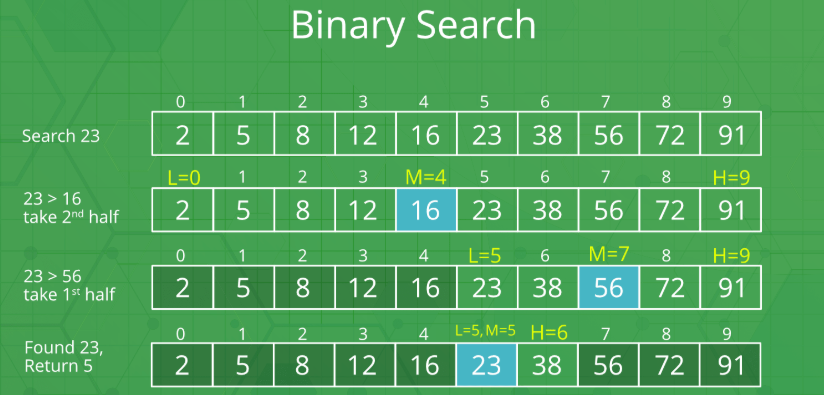 Binary Search
0 1 2 3 4 5 6 7 8 9
Search 23 2 5 8 12 16 23 38 56 72 91
L=0 1 2 3 M=4 5 6 7 8 H=9
23 > 16
take 2nd half 2 5 8 12 16 23 38 56 72 91
0 1 2 3 4 L=5 6 M=7 8 H=9
23 > 56
take 1st half 2 5 8 12 16 23 38 56 72 91
0 1 2 3 4 L=5, M=5 H=6 7 8 9
Found 23,
Return 5 2 5 8 12 16 23 38 56 72 91